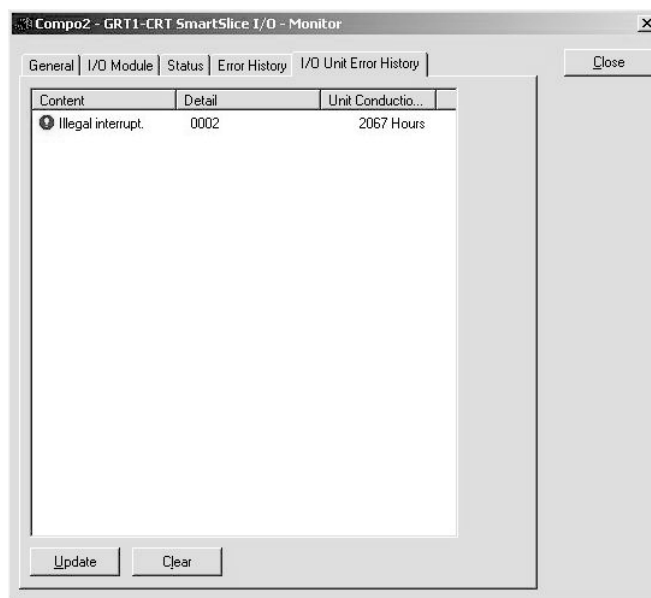 Compo2 - GRT1-CRT SmartSlice I/O - Monitor
General I/O Module Status Error History I/O Unit Error History
Close
Content Detail Unit Conductio...
Illegal interrupt. 0002 2067 Hours
Update Clear